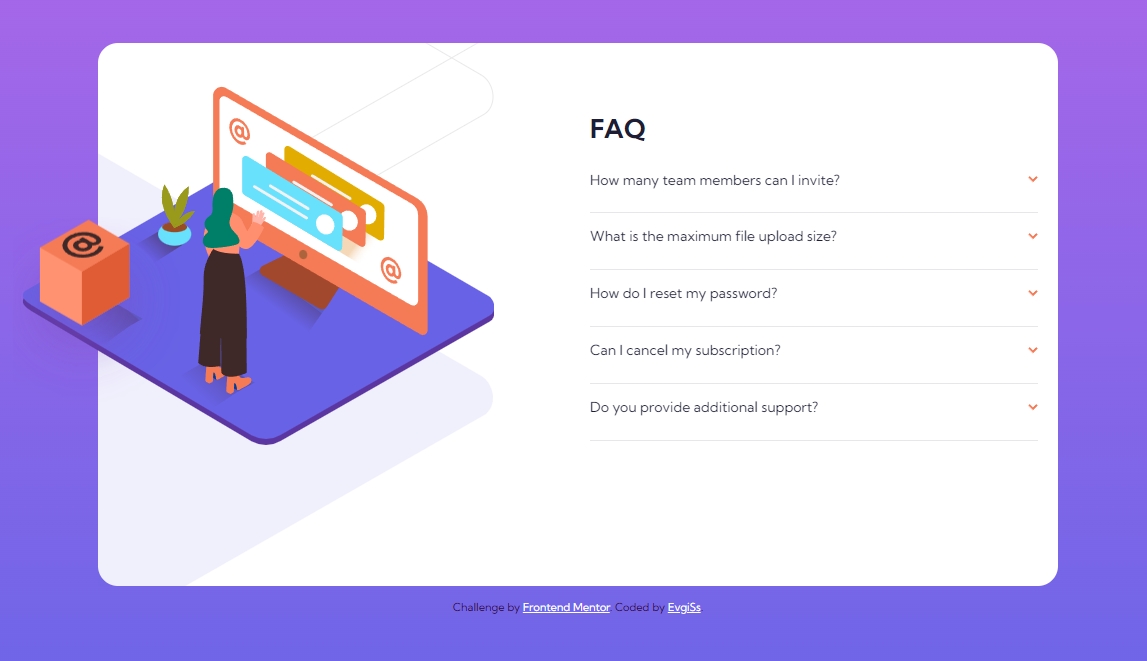 @
FAQ
How many team members can I invite?
@
What is the maximum file upload size?
@
How do I reset my password?
Can I cancel my subscription?
Do you provide additional support?
Challenge by Frontend Mentor. Coded by EvgiSs.